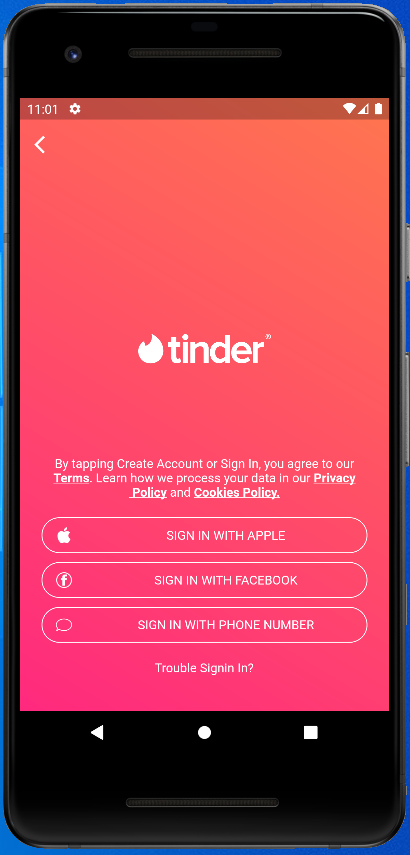 11:01
tinder®
By tapping Create Account or Sign In, you agree to our
Terms. Learn how we process your data in our Privacy
Policy and Cookies Policy.
SIGN IN WITH APPLE
SIGN IN WITH FACEBOOK
SIGN IN WITH PHONE NUMBER
Trouble Signin In?